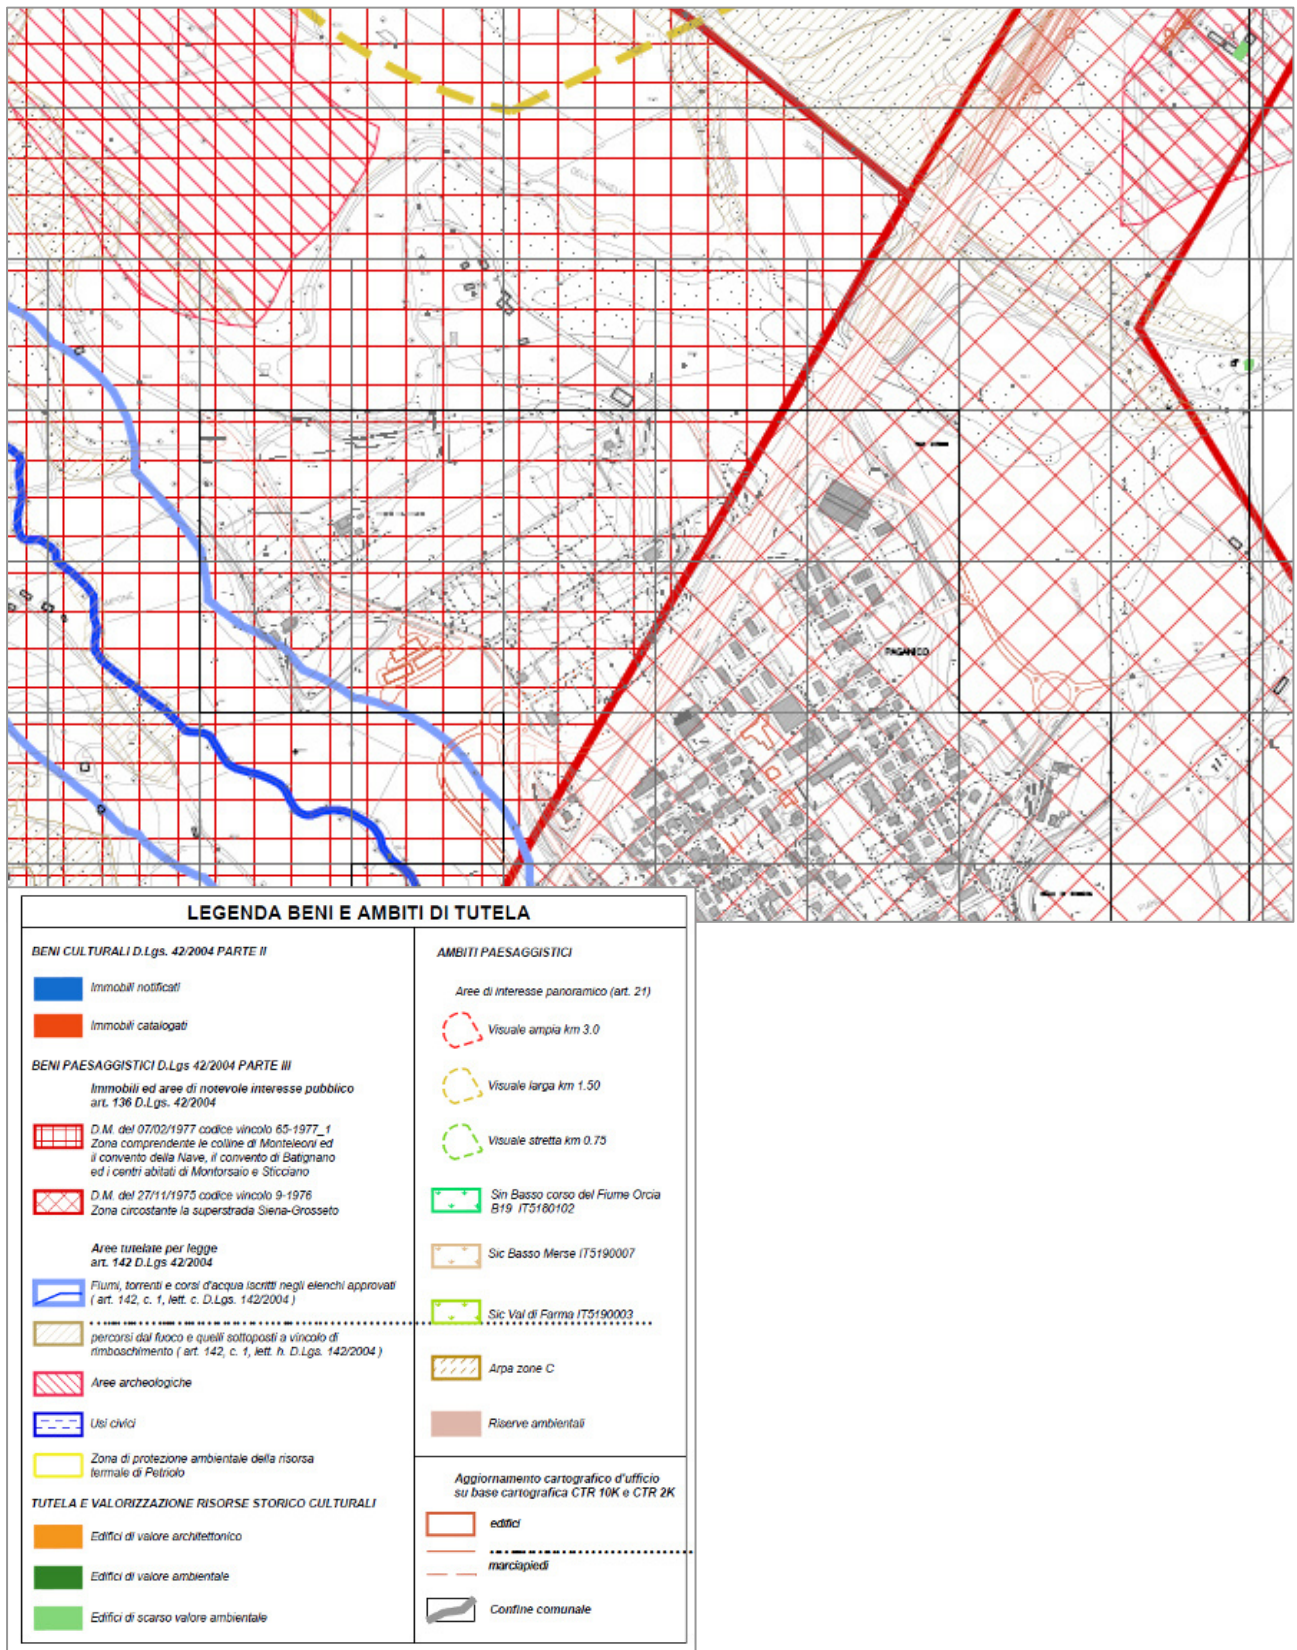 PAGANICO
LEGENDA BENI E AMBITI DI TUTELA
BENI CULTURALI D.Lgs. 42/2004 PARTE II
Immobili notificati
Immobili catalogati
BENI PAESAGGISTICI D.Lgs 42/2004 PARTE III
Immobili ed aree di notevole interesse pubblico
art. 136 D.Lgs. 42/2004
D.M. del 07/02/1977 codice vincolo 65-1977_1
Zona comprendente le colline di Monteleoni ed
il convento della Nave, il convento di Batignano
ed i centri abitati di Montorsaio e Sticciano
D.M. del 27/11/1975 codice vincolo 9-1976
Zona circostante la superstrada Siena-Grosseto
Aree tutelate per legge
art. 142 D.Lgs 42/2004
Fiumi, torrenti e corsi d'acqua iscritti negli elenchi approvati
( art. 142, c. 1, lett. c. D.Lgs. 142/2004 )
percorsi dal fuoco e quelli sottoposti a vincolo di
rimboschimento ( art. 142, c. 1, lett. h. D.Lgs. 142/2004 )
Aree archeologiche
Usi civici
Zona di protezione ambientale della risorsa
termale di Petriolo
TUTELA E VALORIZZAZIONE RISORSE STORICO CULTURALI
Edifici di valore architettonico
Edifici di valore ambientale
Edifici di scarso valore ambientale
AMBITI PAESAGGISTICI
Aree di interesse panoramico (art. 21)
Visuale ampia km 3.0
Visuale larga km 1.50
Visuale stretta km 0.75
Sin Basso corso del Fiume Orcia
B19 IT5180102
Sic Basso Merse IT5190007
Sic Val di Farma IT5190003
Arpa zone C
Riserve ambientali
Aggiornamento cartografico d'ufficio
su base cartografica CTR 10K e CTR 2K
edifici
marciapiedi
Confine comunale